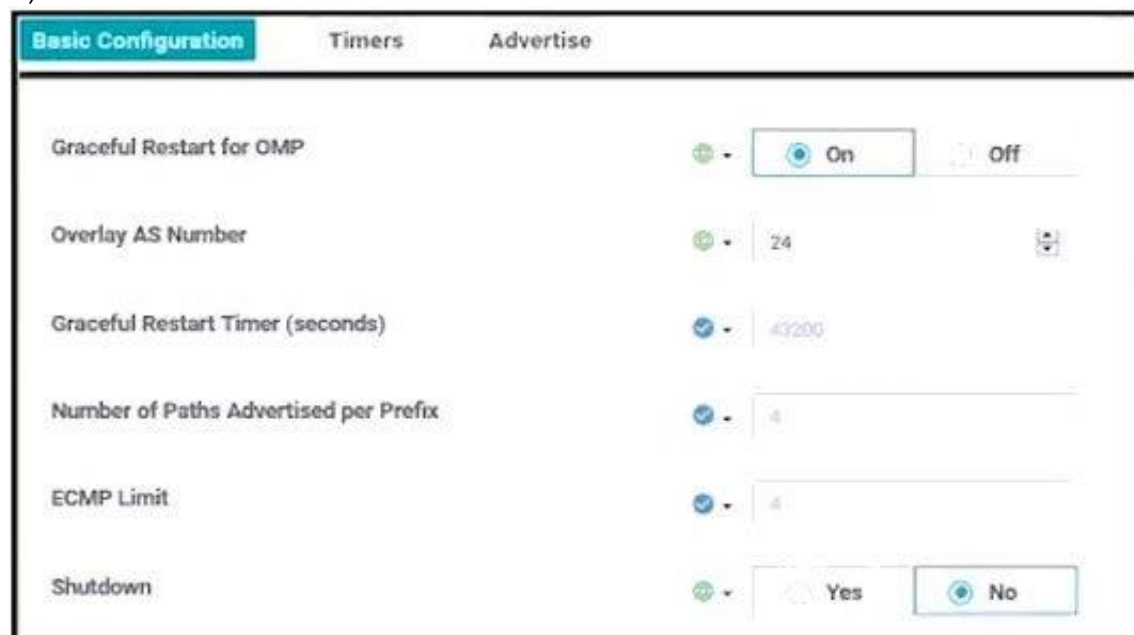 Basic Configuration Timers Advertise
Graceful Restart for OMP On Off
Overlay AS Number 24
Graceful Restart Timer (seconds) 43200
Number of Paths Advertised per Prefix 4
ECMP Limit 4
Shutdown Yes No